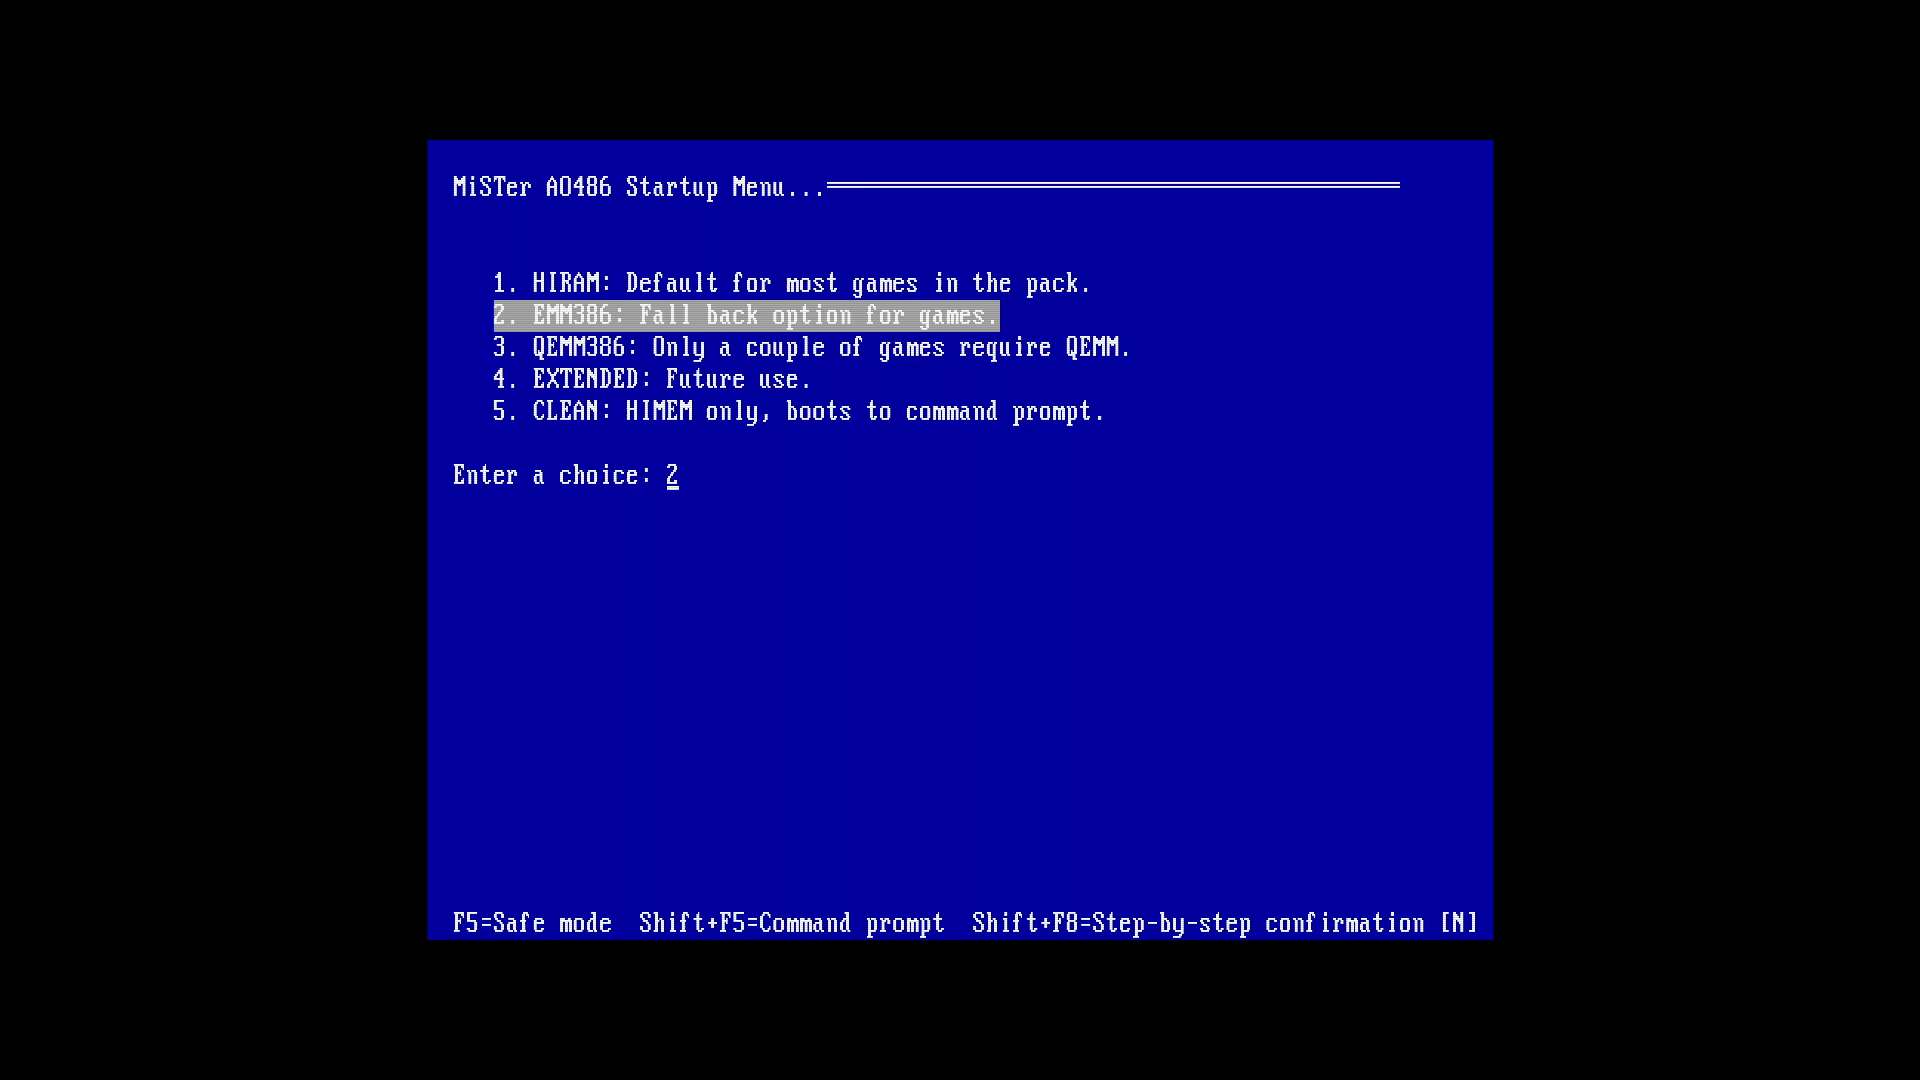 MiSTer AO486 Startup Menu...
1. HIRAM: Default for most games in the pack.
2. EMM386: Fall back option for games.
3. QEMM386: Only a couple of games require QEMM.
4. EXTENDED: Future use.
5. CLEAN: HIMEM only, boots to command prompt.
Enter a choice: 2
F5=Safe mode  Shift+F5=Command prompt  Shift+F8=Step-by-step confirmation [N]